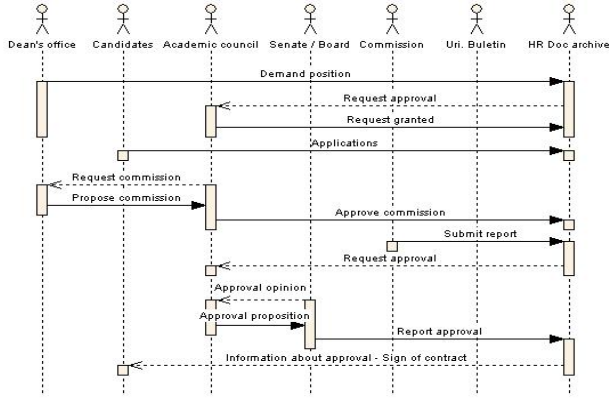 Dean's office Candidates Academic council Senate / Board Commission Uri. Buletin HR Doc archive
Demand position
Request approval
Request granted
Applications
Request commission
Propose commission
Approve commission
Submit report
Request approval
Approval opinion
Approval proposition
Report approval
Information about approval - Sign of contract